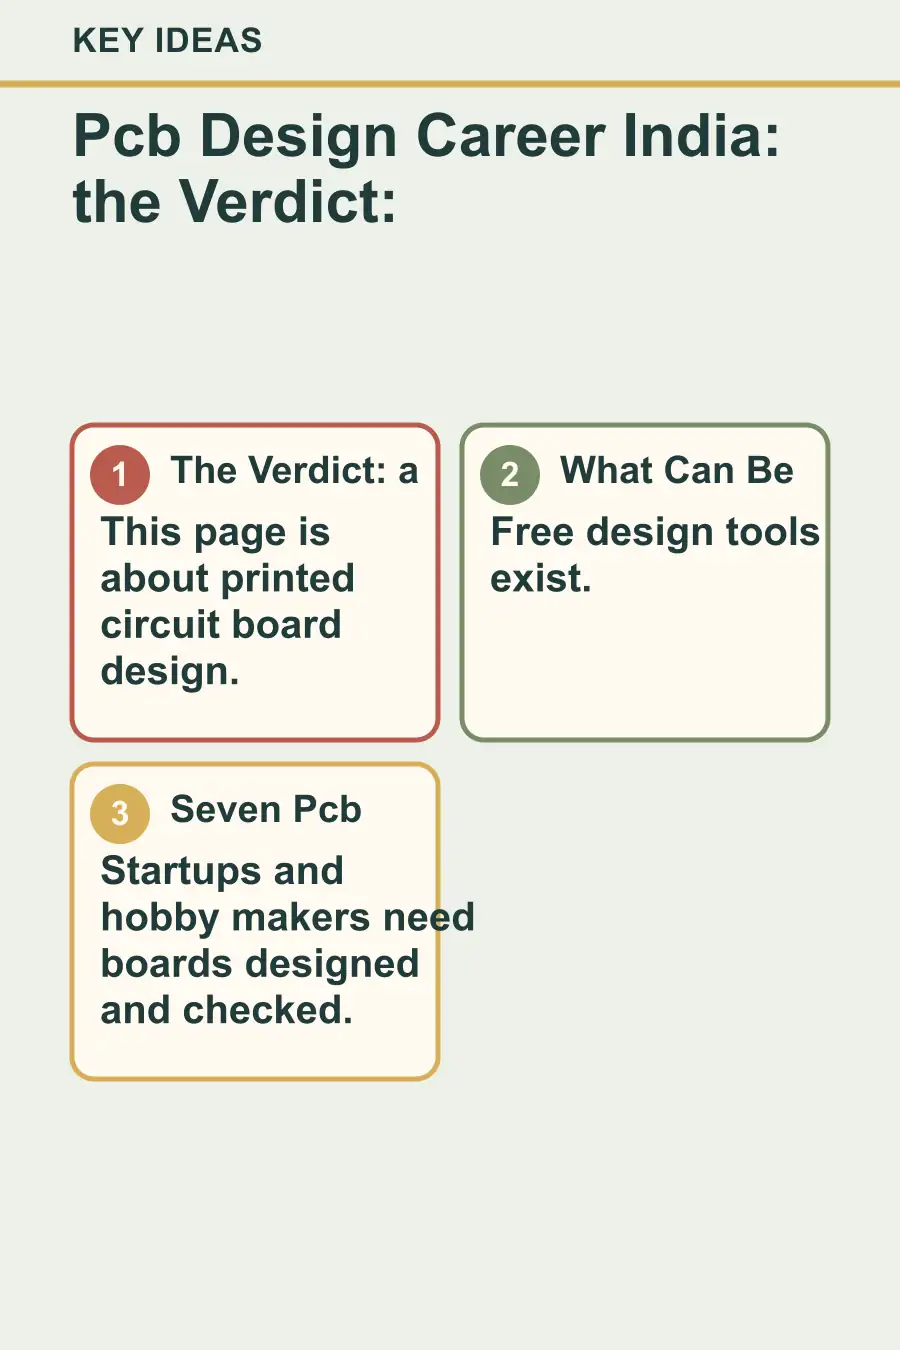 KEY IDEAS
Pcb Design Career India:
the Verdict:
1 The Verdict: a
This page is
about printed
circuit board
design.
2 What Can Be
Free design tools
exist.
3 Seven Pcb
Startups and
hobby makers need
boards designed
and checked.